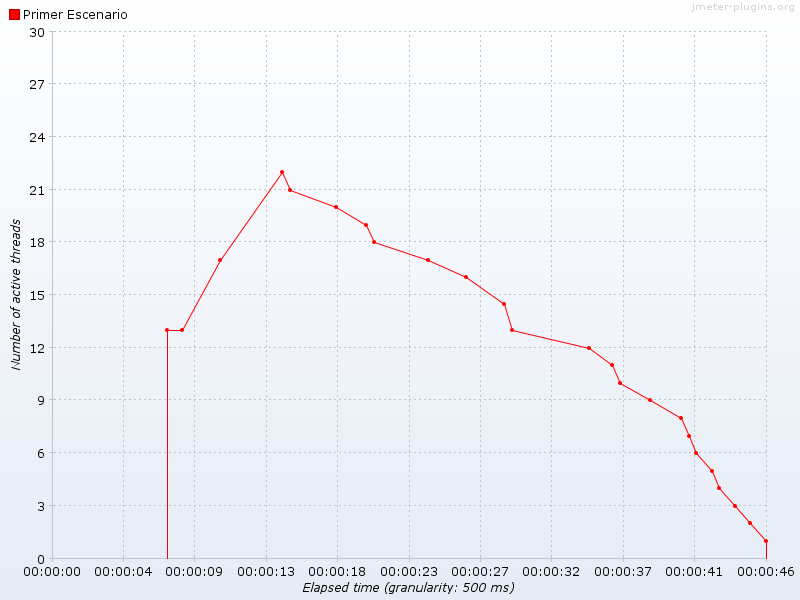 jmeter-plugins.org
Primer Escenario
30
27
24
21
18
15
12
9
6
3
0
Number of active threads
00:00:00 00:00:04 00:00:09 00:00:13 00:00:18 00:00:23 00:00:27 00:00:32 00:00:37 00:00:41 00:00:46
Elapsed time (granularity: 500 ms)